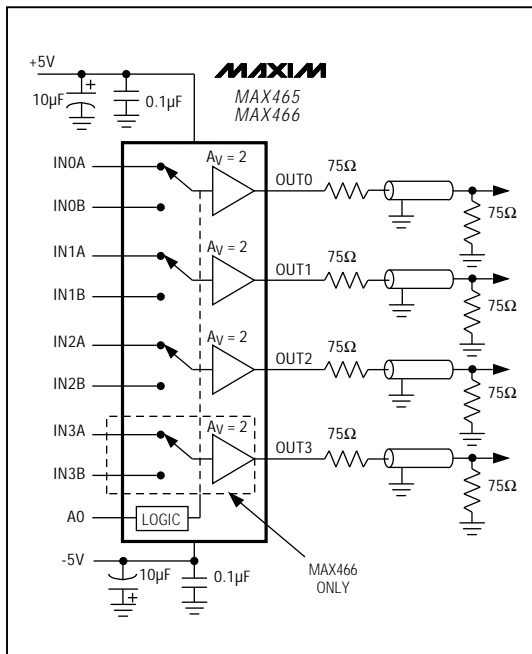 +5V
10µF
+
0.1µF
MAXIM
MAX465
MAX466
IN0A
AV = 2
OUT0
75Ω
IN0B
75Ω
IN1A
AV = 2
OUT1
75Ω
IN1B
75Ω
IN2A
AV = 2
OUT2
75Ω
IN2B
75Ω
IN3A
AV = 2
OUT3
75Ω
IN3B
75Ω
A0
LOGIC
-5V
10µF
+
0.1µF
MAX466
ONLY